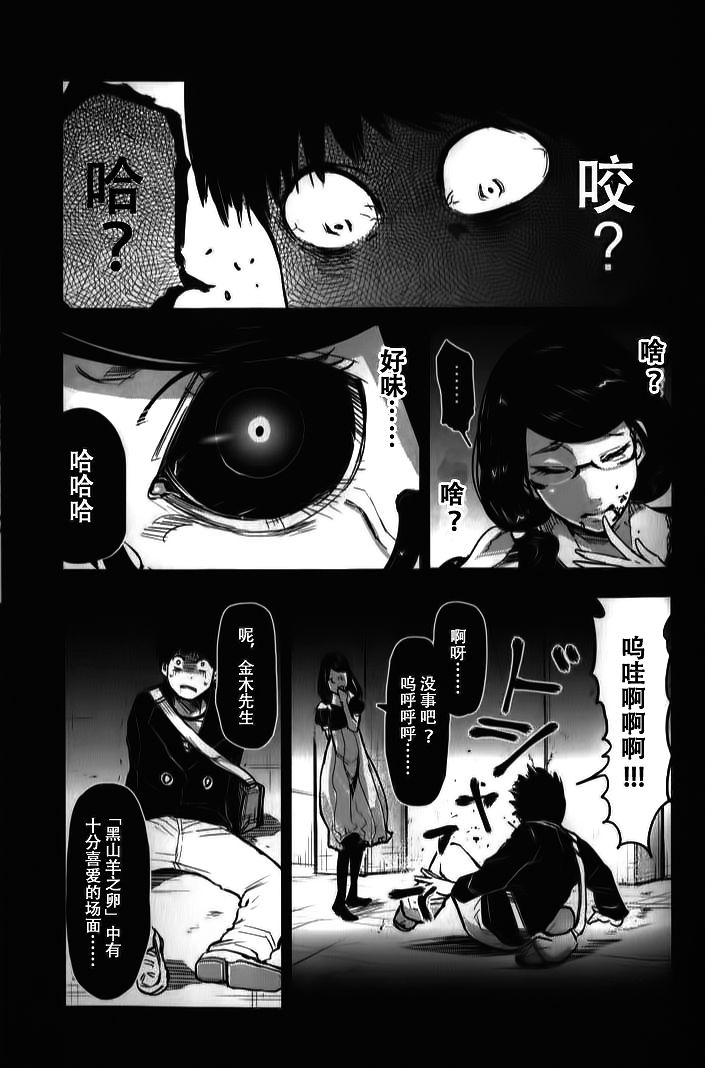 咬?
哈?
啥?
……
啥?
好味……
哈哈哈
呜哇啊啊啊!!!
啊呀……
没事吧?
呜呼呼呼……
ドシ
呢,
金木先生
「黑山羊之卵」中有
十分喜爱的场面……